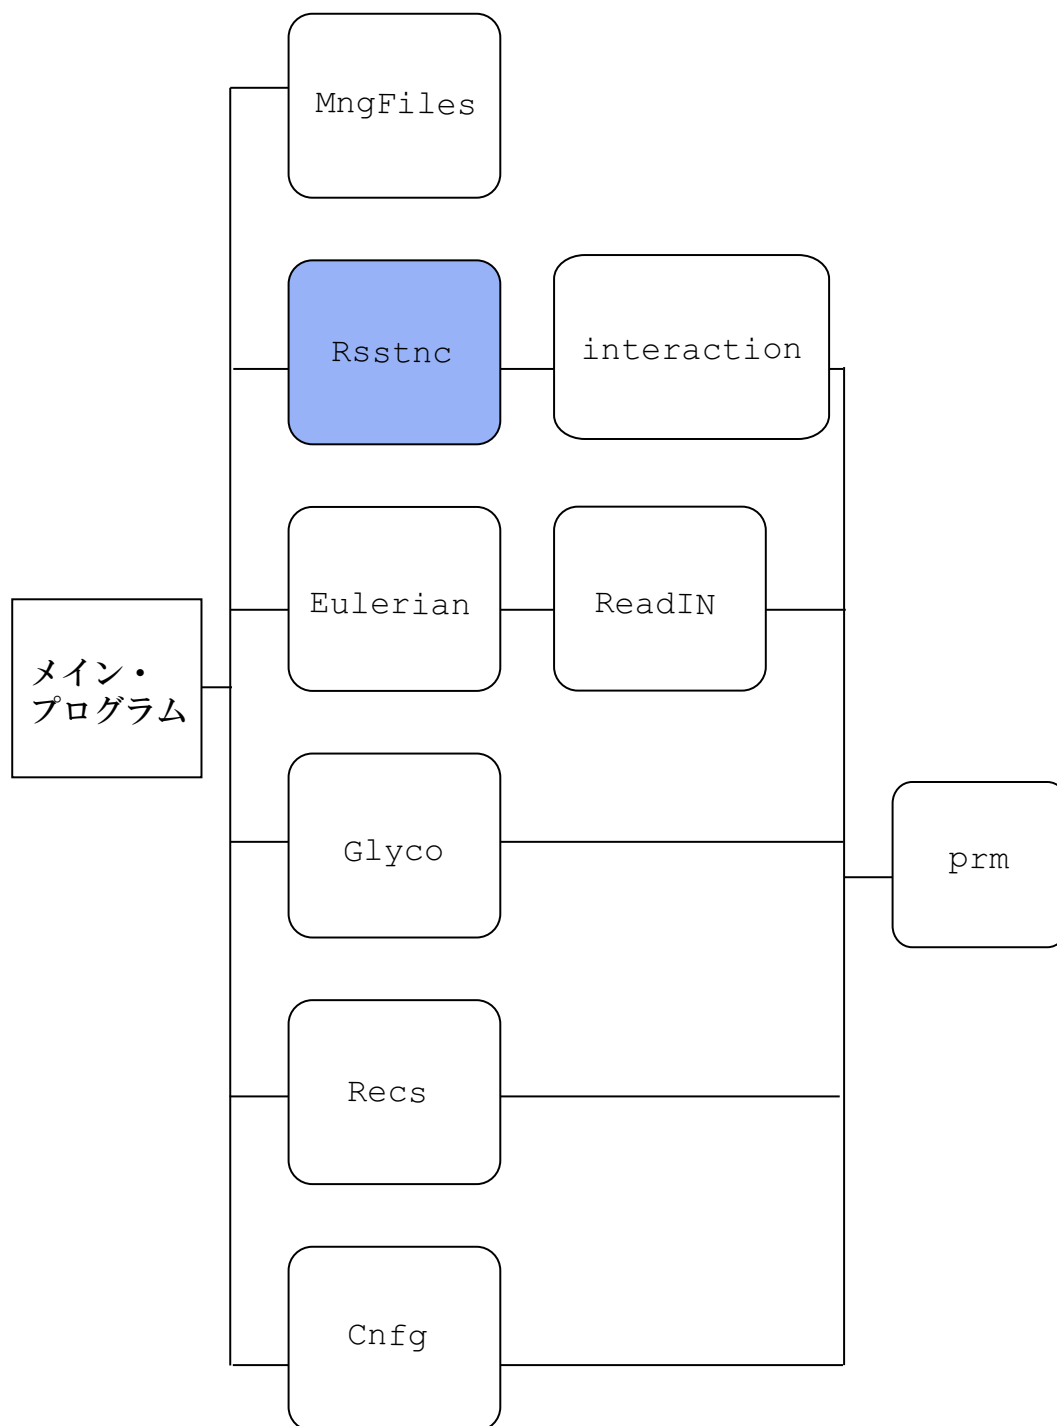 MngFiles
Rsstnc
interaction
Eulerian
ReadIN
メイン・
プログラム
Glyco
prm
Recs
Cnfg